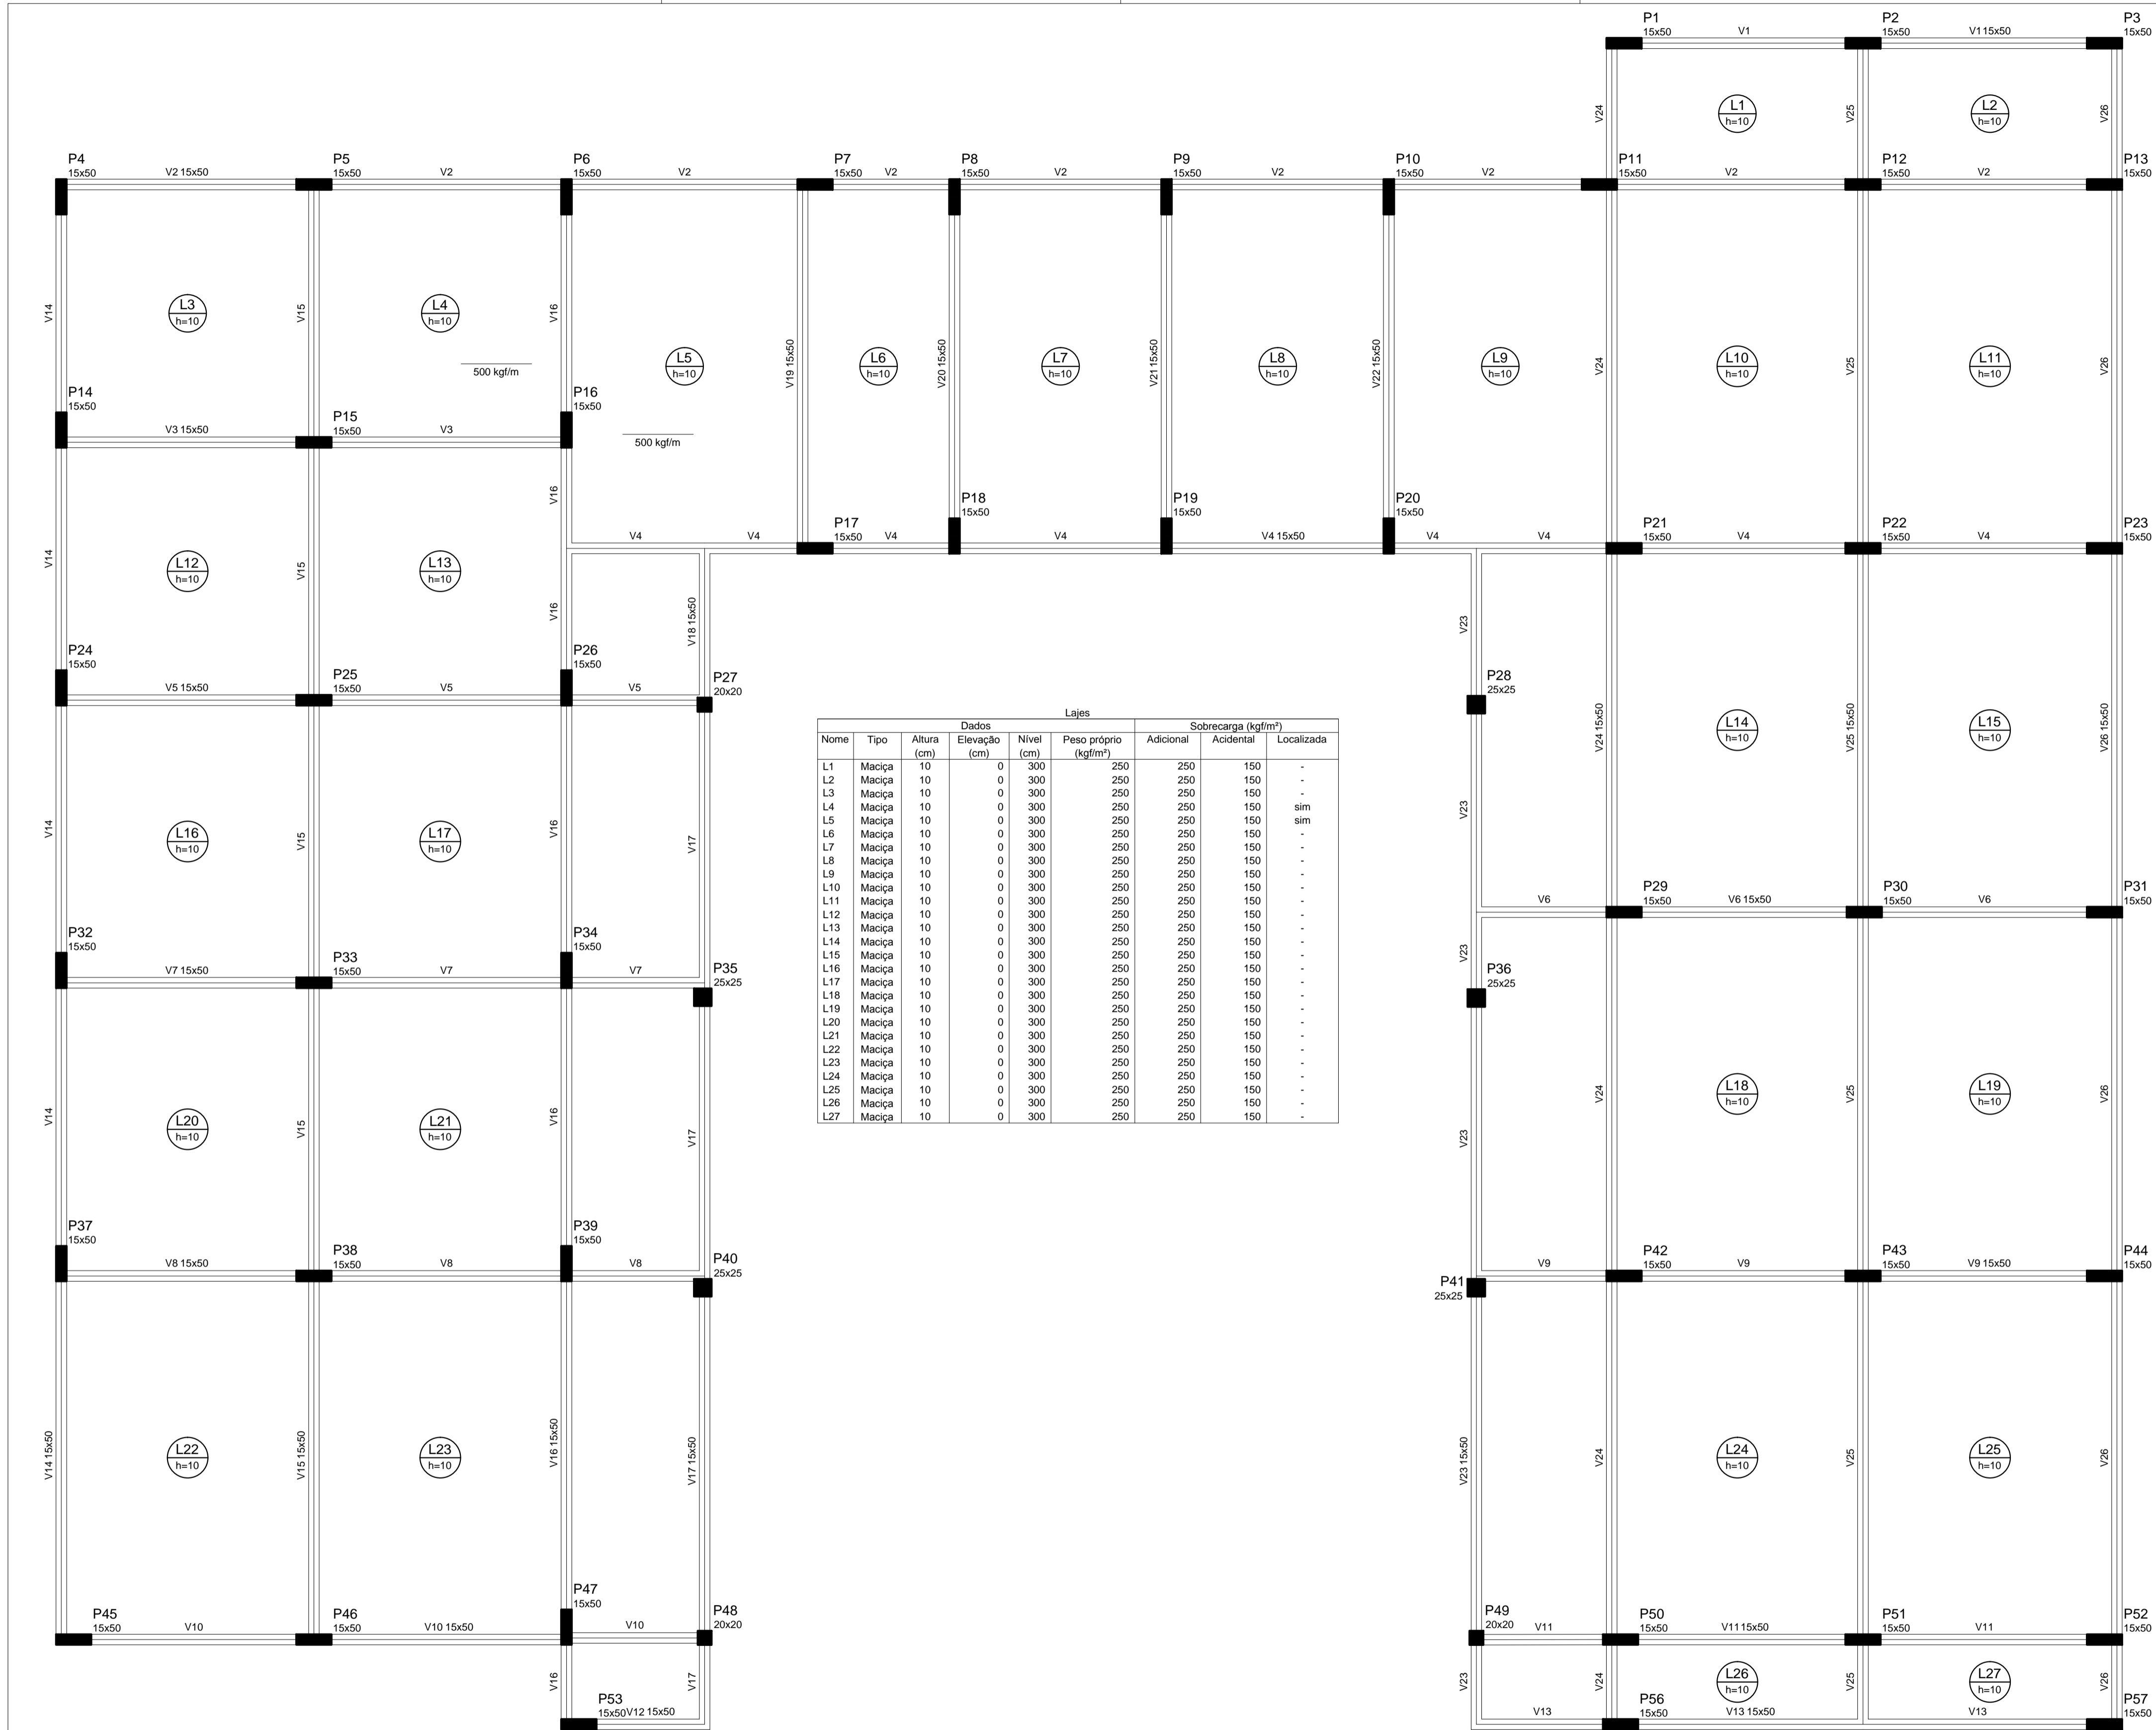 P1
15x50
V1
P2
15x50
V1 15x50
P3
15x50
V24
L1
h=10
V25
L2
h=10
V26
P4
15x50
V2 15x50
P5
15x50
V2
P6
15x50
V2
P7
15x50
V2
P8
15x50
V2
P9
15x50
V2
P10
15x50
V2
P11
15x50
V2
P12
15x50
V2
P13
15x50
V14
L3
h=10
V15
L4
h=10
V16
500 kgf/m
L5
h=10
V19 15x50
L6
h=10
V20 15x50
L7
h=10
V21 15x50
L8
h=10
V22 15x50
L9
h=10
V24
L10
h=10
V25
L11
h=10
V26
P14
15x50
V3 15x50
P15
15x50
V3
P16
15x50
500 kgf/m
V16
P17
15x50
P18
15x50
P19
15x50
P20
15x50
V4
V4
V4
V4
V4 15x50
V4
V4
P21
15x50
V4
P22
15x50
V4
P23
15x50
V14
L12
h=10
V15
L13
h=10
V16
V18 15x50
V23
P24
15x50
V5 15x50
P25
15x50
V5
P26
15x50
V5
P27
20x20
P28
25x25
V24 15x50
L14
h=10
V25 15x50
L15
h=10
V26 15x50
V14
L16
h=10
V15
L17
h=10
V16
V17
V23
Lajes
Dados Sobrecarga (kgf/m²)
Nome Tipo Altura (cm) Elevação (cm) Nível (cm) Peso próprio (kgf/m²) Adicional Acidental Localizada
L1 Maciça 10 0 300 250 250 150 -
L2 Maciça 10 0 300 250 250 150 -
L3 Maciça 10 0 300 250 250 150 -
L4 Maciça 10 0 300 250 250 150 sim
L5 Maciça 10 0 300 250 250 150 sim
L6 Maciça 10 0 300 250 250 150 -
L7 Maciça 10 0 300 250 250 150 -
L8 Maciça 10 0 300 250 250 150 -
L9 Maciça 10 0 300 250 250 150 -
L10 Maciça 10 0 300 250 250 150 -
L11 Maciça 10 0 300 250 250 150 -
L12 Maciça 10 0 300 250 250 150 -
L13 Maciça 10 0 300 250 250 150 -
L14 Maciça 10 0 300 250 250 150 -
L15 Maciça 10 0 300 250 250 150 -
L16 Maciça 10 0 300 250 250 150 -
L17 Maciça 10 0 300 250 250 150 -
L18 Maciça 10 0 300 250 250 150 -
L19 Maciça 10 0 300 250 250 150 -
L20 Maciça 10 0 300 250 250 150 -
L21 Maciça 10 0 300 250 250 150 -
L22 Maciça 10 0 300 250 250 150 -
L23 Maciça 10 0 300 250 250 150 -
L24 Maciça 10 0 300 250 250 150 -
L25 Maciça 10 0 300 250 250 150 -
L26 Maciça 10 0 300 250 250 150 -
L27 Maciça 10 0 300 250 250 150 -
V6
P29
15x50
V6 15x50
P30
15x50
V6
P31
15x50
P32
15x50
V7 15x50
P33
15x50
V7
P34
15x50
V7
P35
25x25
V23
P36
25x25
V14
L20
h=10
V15
L21
h=10
V16
V17
V23
V24
L18
h=10
V25
L19
h=10
V26
P37
15x50
V8 15x50
P38
15x50
V8
P39
15x50
V8
P40
25x25
P41
25x25
V9
P42
15x50
V9
P43
15x50
V9 15x50
P44
15x50
V14 15x50
L22
h=10
V15 15x50
L23
h=10
V16 15x50
V17 15x50
V23 15x50
V24
L24
h=10
V25
L25
h=10
V26
P45
15x50
V10
P46
15x50
V10 15x50
P47
15x50
V10
P48
20x20
P49
20x20
V11
P50
15x50
V11 15x50
P51
15x50
V11
P52
15x50
V16
V17
V23
V24
L26
h=10
V25
L27
h=10
V26
P53
15x50
V12 15x50
V13
P56
15x50
V13 15x50
V13
P57
15x50